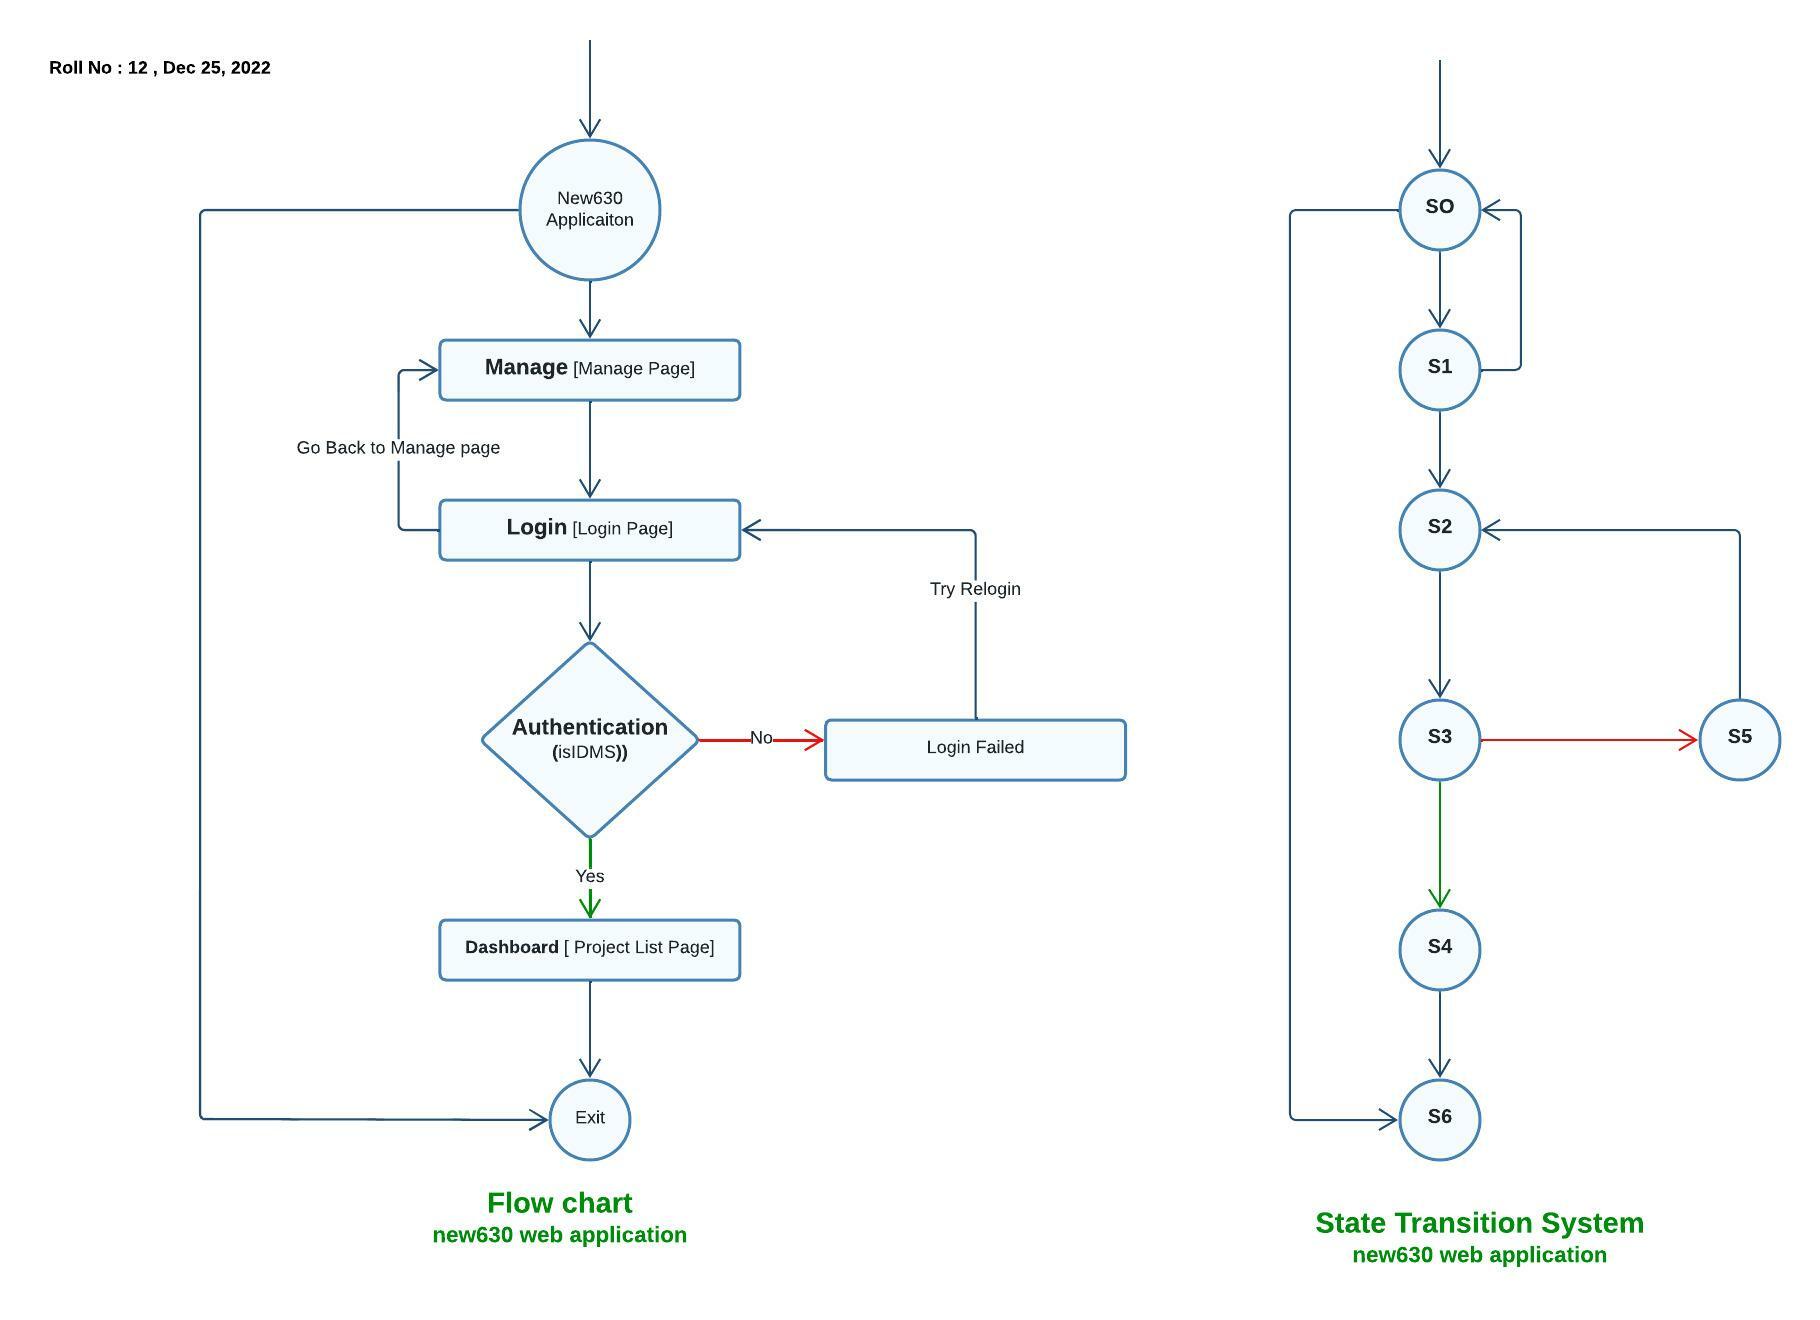 Roll No : 12 , Dec 25, 2022
New630
Applicaiton
Manage [Manage Page]
Go Back to Manage page
Login [Login Page]
Try Relogin
Authentication
(isIDMS))
No
Login Failed
Yes
Dashboard [ Project List Page]
Exit
Flow chart
new630 web application
SO
S1
S2
S3
S5
S4
S6
State Transition System
new630 web application